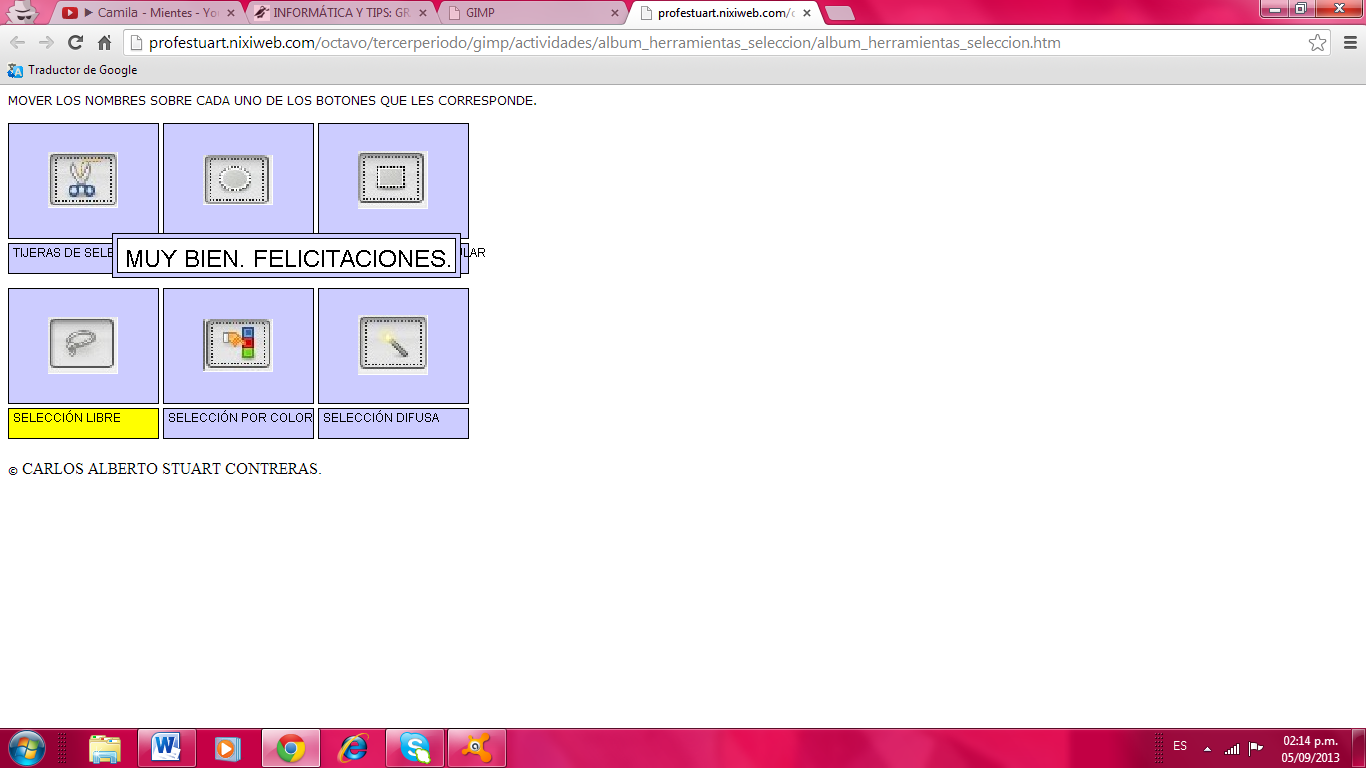 Camila - Mientes - You
INFORMÁTICA Y TIPS: GR
GIMP
profestuart.nixiweb.com/
profestuart.nixiweb.com/octavo/tercerperiodo/gimp/actividades/album_herramientas_seleccion/album_herramientas_seleccion.htm
Traductor de Google
MOVER LOS NOMBRES SOBRE CADA UNO DE LOS BOTONES QUE LES CORRESPONDE.
TIJERAS DE SELE
MUY BIEN. FELICITACIONES.
SELECCIÓN LIBRE
SELECCIÓN POR COLOR
SELECCIÓN DIFUSA
© CARLOS ALBERTO STUART CONTRERAS.
ES
02:14 p.m.
05/09/2013